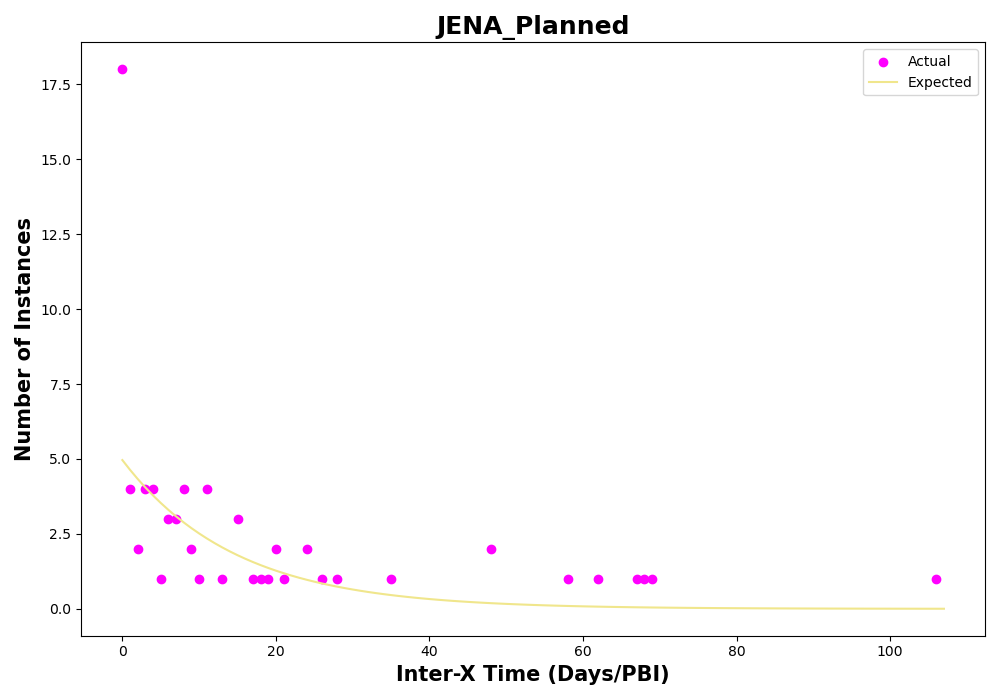 JENA_Planned
Actual
Expected
Number of Instances
17.5
15.0
12.5
10.0
7.5
5.0
2.5
0.0
0
20
40
60
80
100
Inter-X Time (Days/PBI)